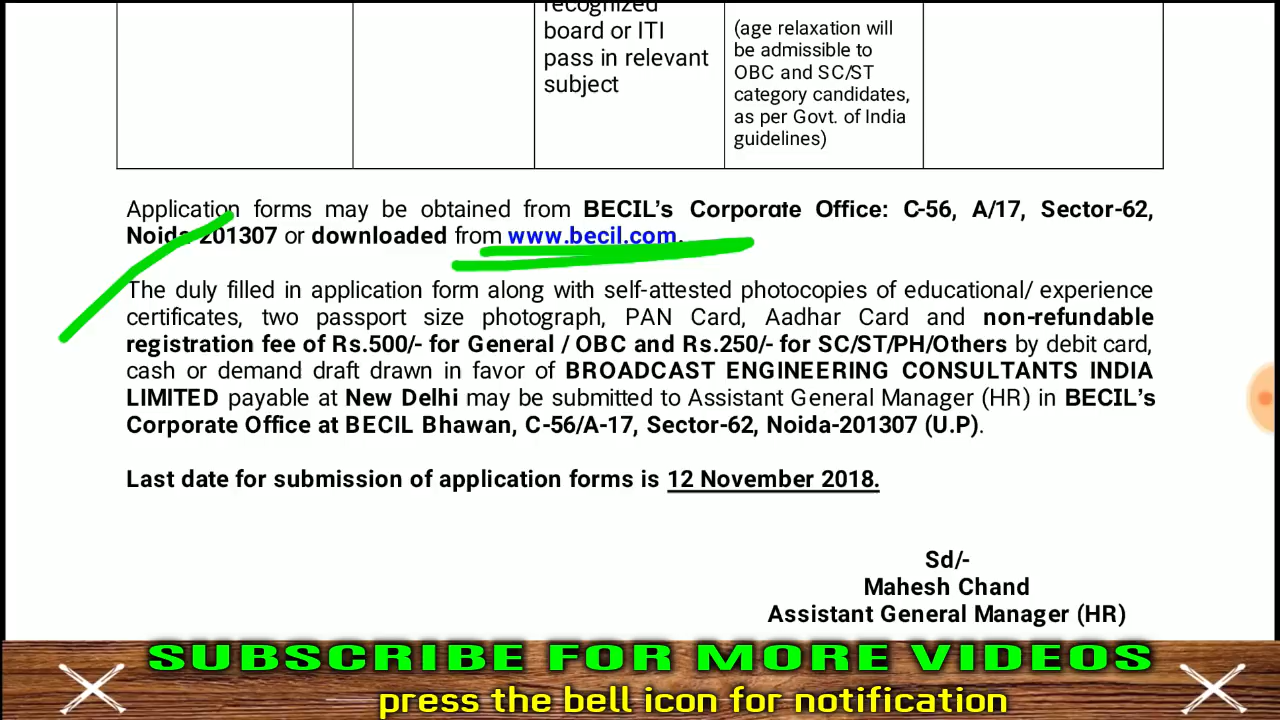 recognized
board or ITI
pass in relevant
subject
(age relaxation will
be admissible to
OBC and SC/ST
category candidates,
as per Govt. of India
guidelines)
Application forms may be obtained from BECIL's Corporate Office: C-56, A/17, Sector-62,
Noida-201307 or downloaded from www.becil.com.
The duly filled in application form along with self-attested photocopies of educational/ experience
certificates, two passport size photograph, PAN Card, Aadhar Card and non-refundable
registration fee of Rs.500/- for General / OBC and Rs.250/- for SC/ST/PH/Others by debit card,
cash or demand draft drawn in favor of BROADCAST ENGINEERING CONSULTANTS INDIA
LIMITED payable at New Delhi may be submitted to Assistant General Manager (HR) in BECIL's
Corporate Office at BECIL Bhawan, C-56/A-17, Sector-62, Noida-201307 (U.P).
Last date for submission of application forms is 12 November 2018.
Sd/-
Mahesh Chand
Assistant General Manager (HR)
SUBSCRIBE FOR MORE VIDEOS
press the bell icon for notification